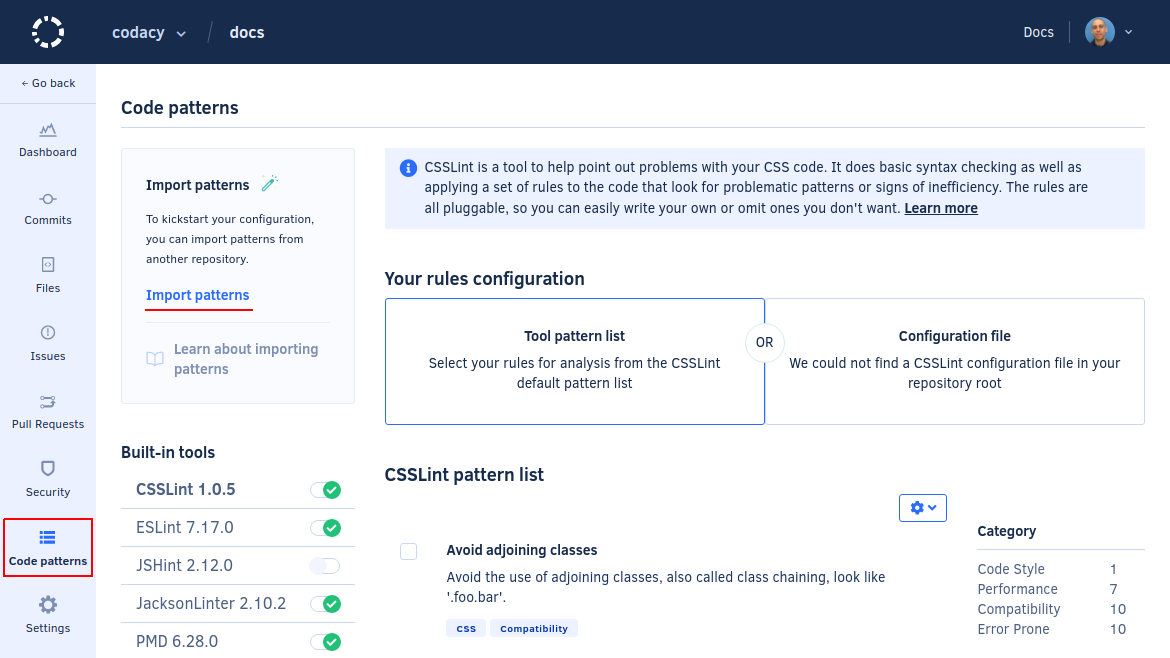 codacy
docs
Docs
← Go back
Dashboard
Commits
Files
Issues
Pull Requests
Security
Code patterns
Settings
Code patterns
Import patterns
To kickstart your configuration,
you can import patterns from
another repository.
Import patterns
Learn about importing
patterns
Built-in tools
CSSLint 1.0.5
ESLint 7.17.0
JSHint 2.12.0
JacksonLinter 2.10.2
PMD 6.28.0
CSSLint is a tool to help point out problems with your CSS code. It does basic syntax checking as well as
applying a set of rules to the code that look for problematic patterns or signs of inefficiency. The rules are
all pluggable, so you can easily write your own or omit ones you don't want. Learn more
Your rules configuration
Tool pattern list
Select your rules for analysis from the CSSLint
default pattern list
OR
Configuration file
We could not find a CSSLint configuration file in your
repository root
CSSLint pattern list
Avoid adjoining classes
Avoid the use of adjoining classes, also called class chaining, look like
'.foo.bar'.
CSS
Compatibility
Category
Code Style 1
Performance 7
Compatibility 10
Error Prone 10